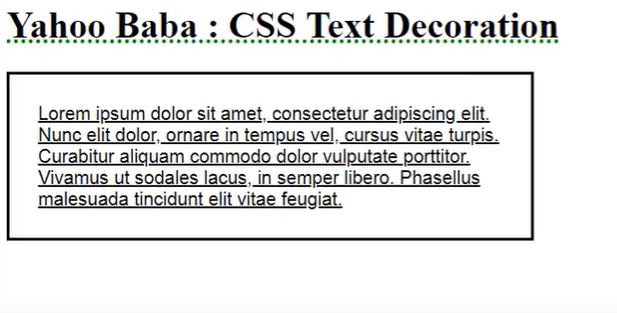 Yahoo Baba : CSS Text Decoration
Lorem ipsum dolor sit amet, consectetur adipiscing elit.
Nunc elit dolor, ornare in tempus vel, cursus vitae turpis.
Curabitur aliquam commodo dolor vulputate porttitor.
Vivamus ut sodales lacus, in semper libero. Phasellus
malesuada tincidunt elit vitae feugiat.